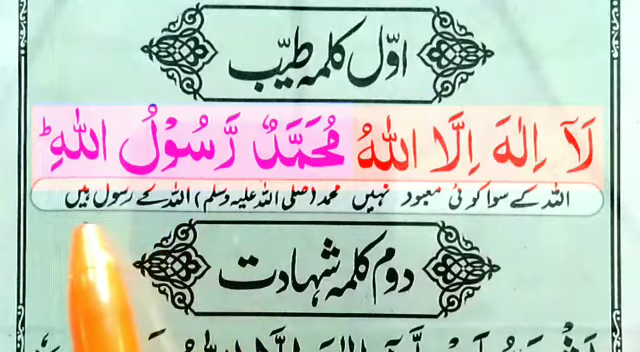 اوّل کلمہ طیّب
لَآ اِلٰهَ اِلَّا اللّٰهُ مُحَمَّدٌ رَّسُوْلُ اللّٰهِ ؕ
اللہ کے سوا کوئی معبود نہیں محمد (صلی اللہ علیہ وسلم) اللہ کے رسول ہیں
دوم کلمہ شہادت